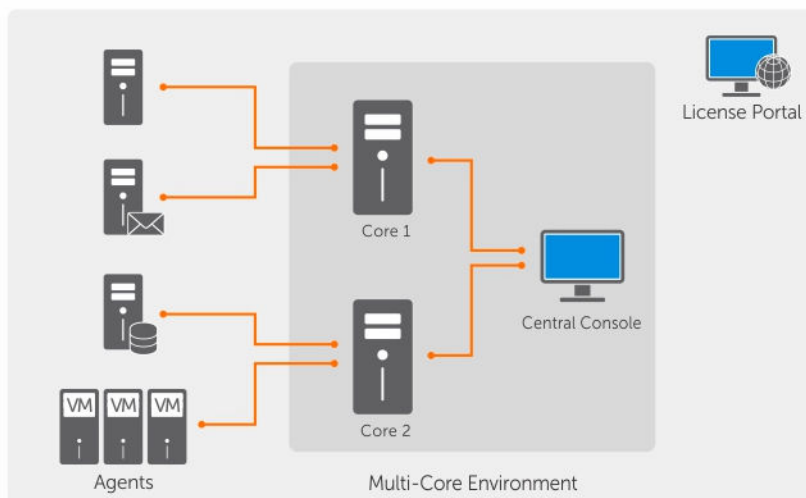 License Portal
Core 1
Central Console
VM VM VM
Core 2
Agents
Multi-Core Environment